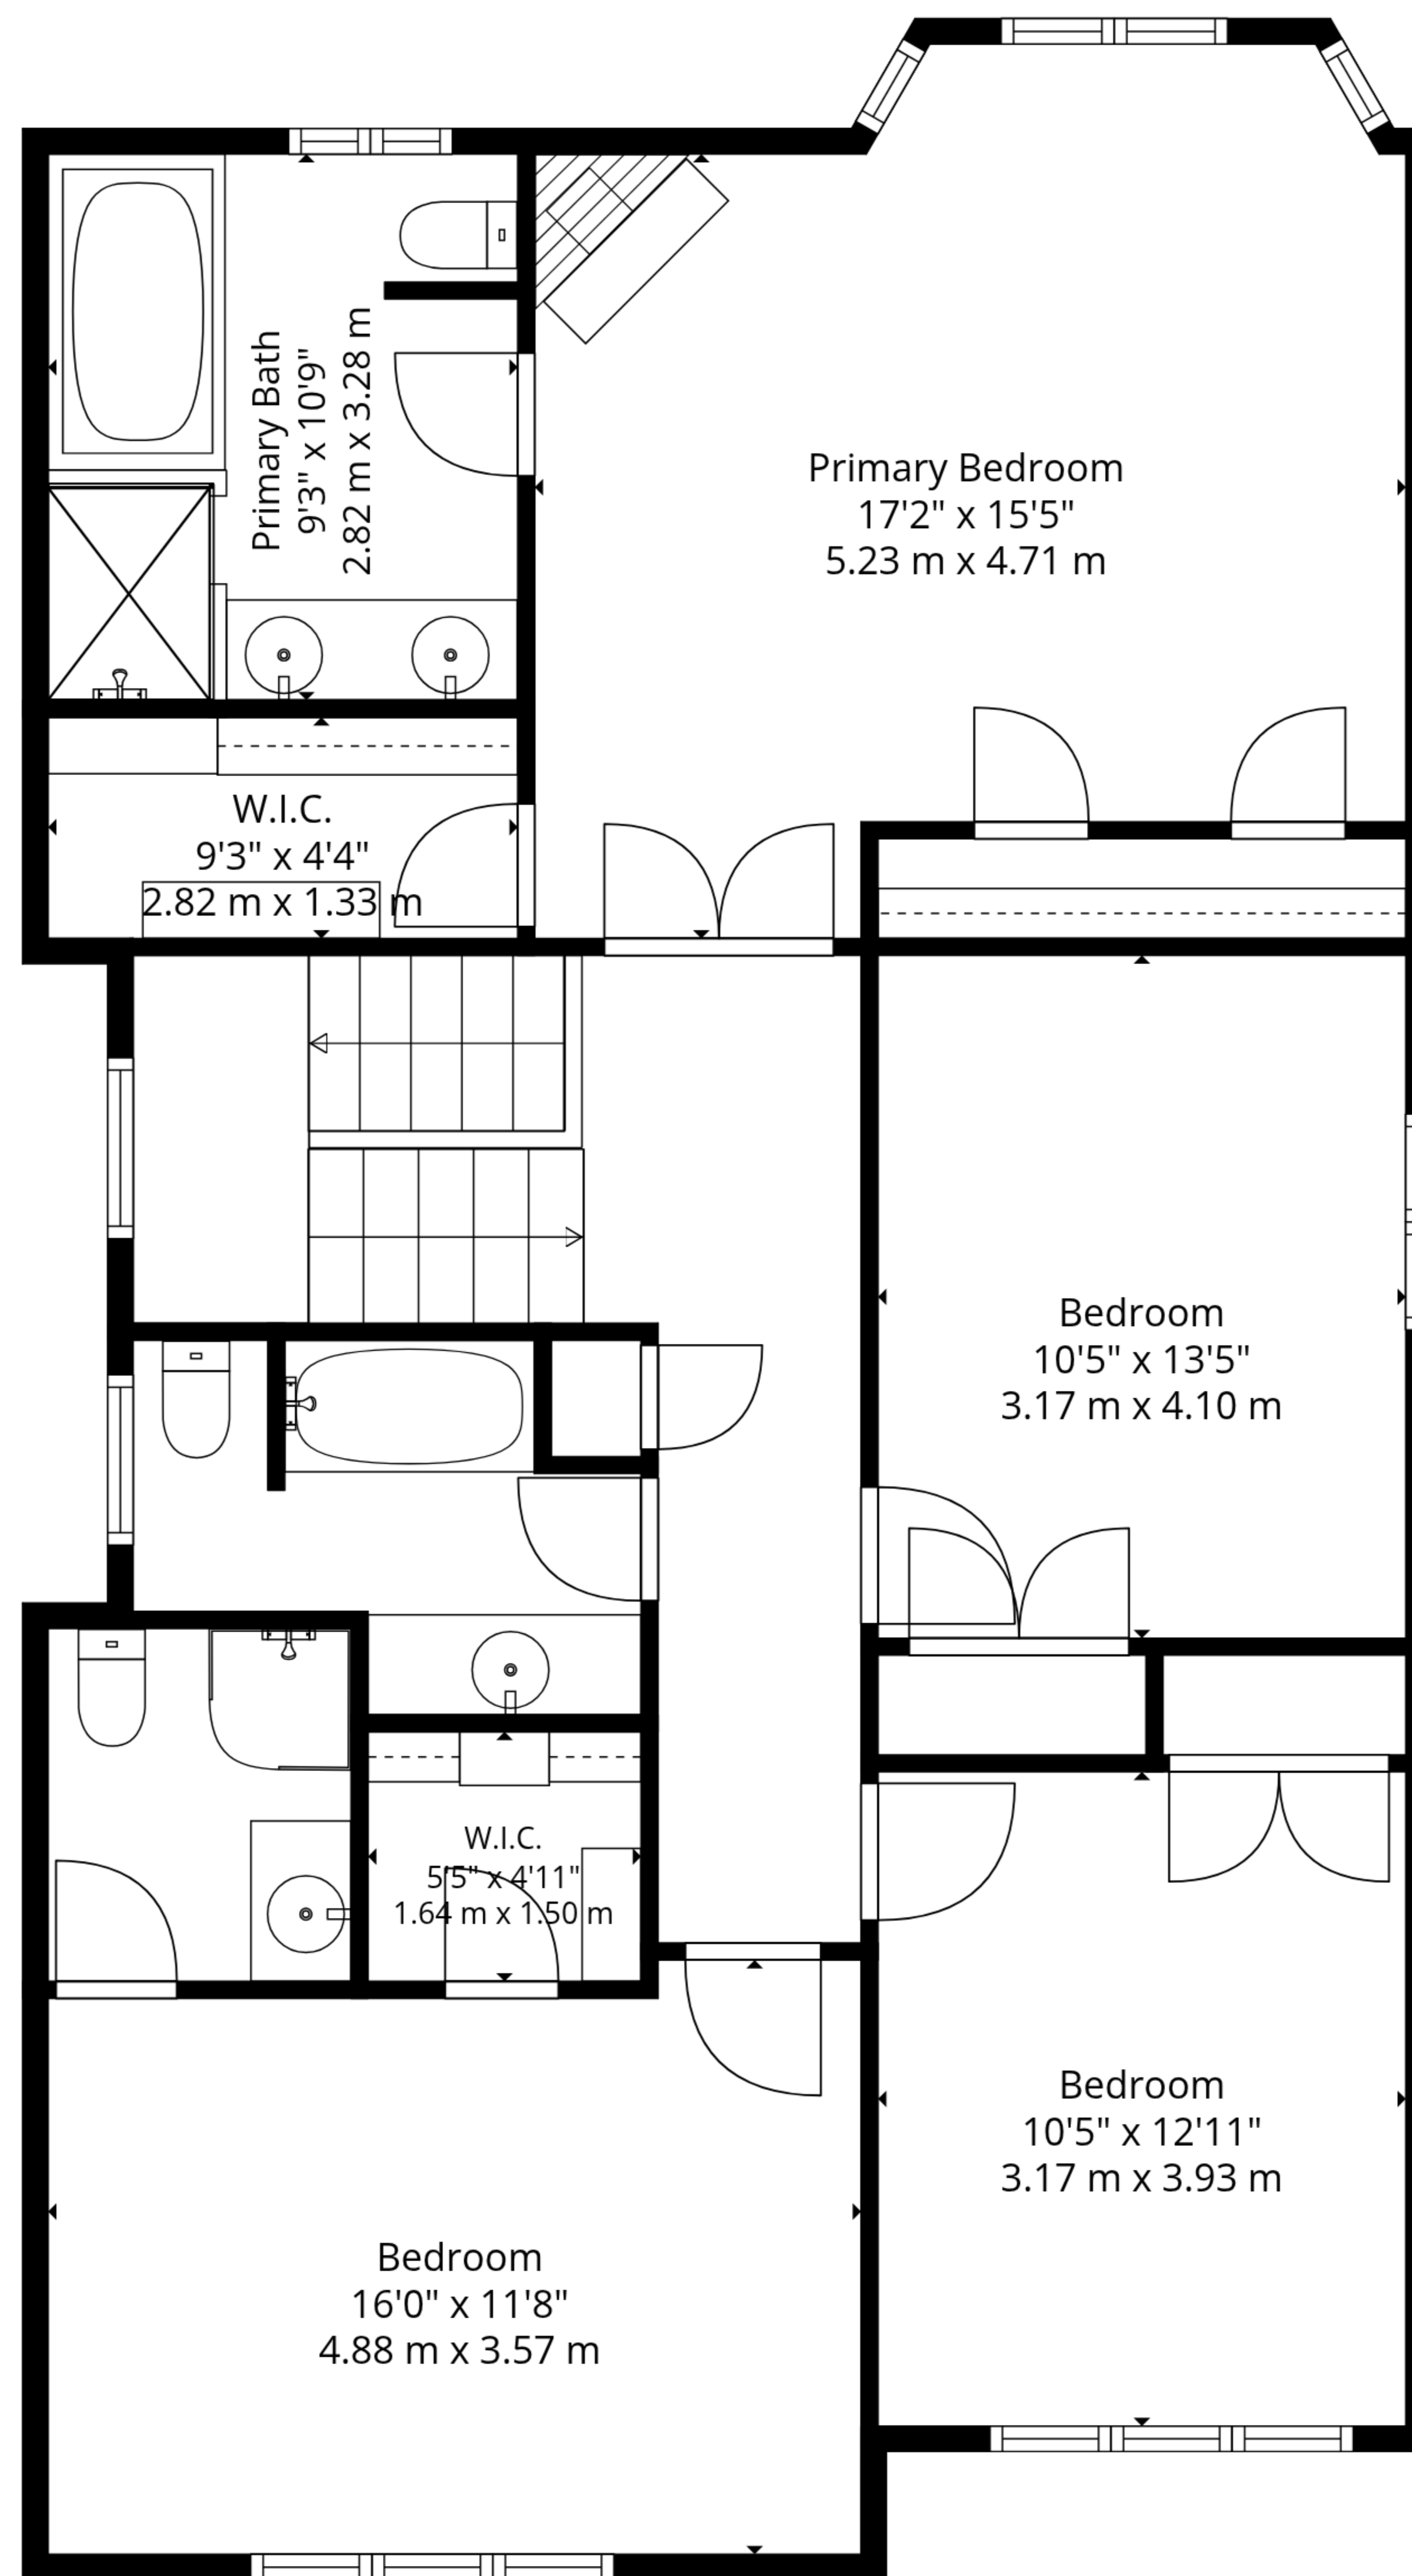 Primary Bath
9'3" x 10'9"
2.82 m x 3.28 m
Primary Bedroom
17'2" x 15'5"
5.23 m x 4.71 m
W.I.C.
9'3" x 4'4"
2.82 m x 1.33 m
Bedroom
10'5" x 13'5"
3.17 m x 4.10 m
W.I.C.
5'5" x 4'11"
1.64 m x 1.50 m
Bedroom
10'5" x 12'11"
3.17 m x 3.93 m
Bedroom
16'0" x 11'8"
4.88 m x 3.57 m